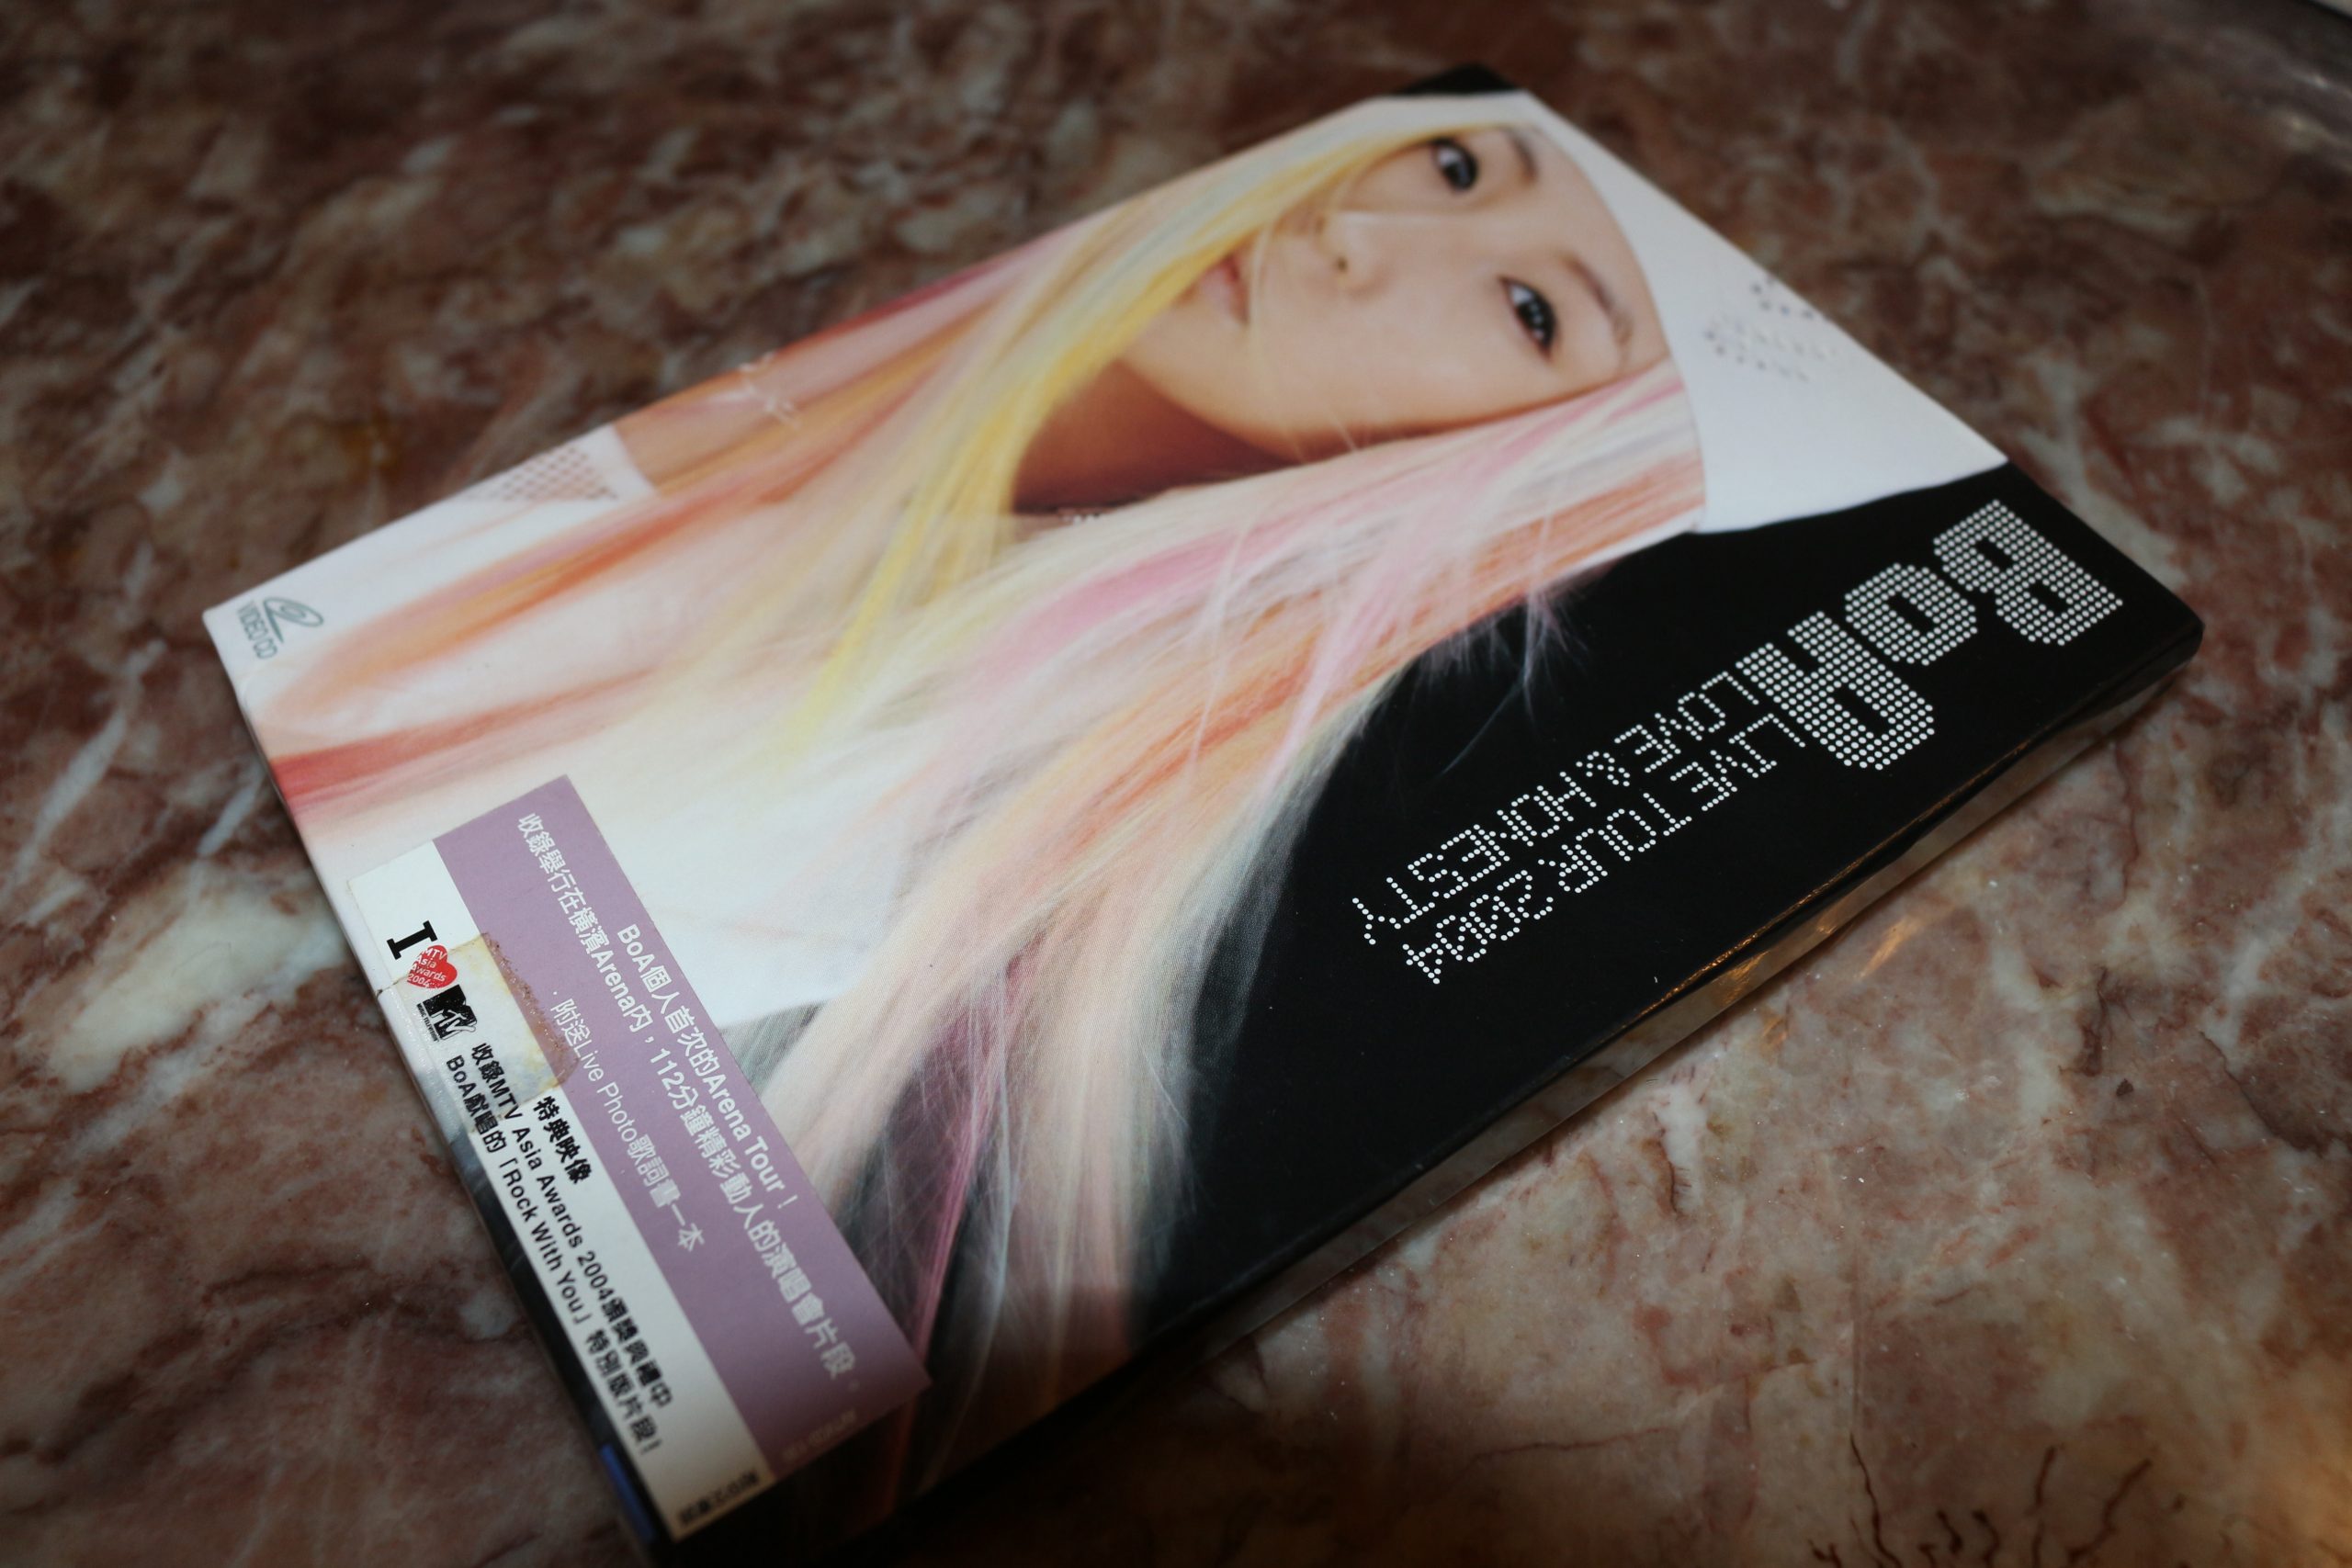 BoA
LIVE TOUR 2004
LOVE & HONESTY
VIDEO CD
BoA個人首次的Arena Tour！
收錄舉行在橫濱Arena內，112分鐘精彩動人的演唱會片段。
．附送Live Photo歌詞書一本
I
MTV
Asia
Awards
2004
特典映像
收錄MTV Asia Awards 2004頒獎典禮中
BoA獻唱的「Rock With You」特別版片段！